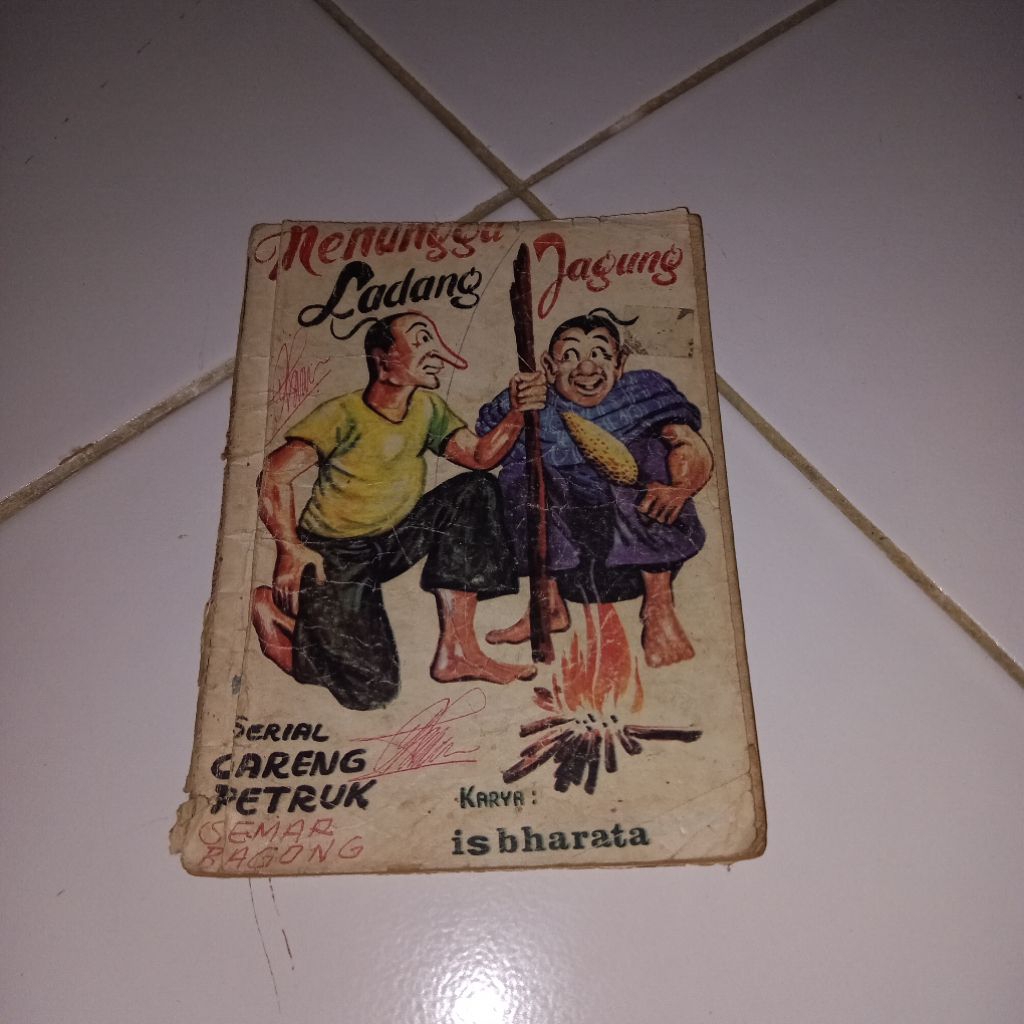 Menunggu
Ladang Jagung
SERIAL
GARENG
PETRUK
SEMAR
BAGONG
KARYA :
is bharata